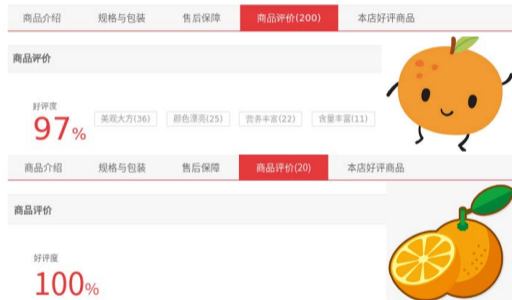 商品介绍 规格与包装 售后保障 商品评价(200) 本店好评商品
商品评价
好评度
97%
美观大方(36) 颜色漂亮(25) 营养丰富(22) 含量丰富(11)
商品介绍 规格与包装 售后保障 商品评价(20) 本店好评商品
商品评价
好评度
100%